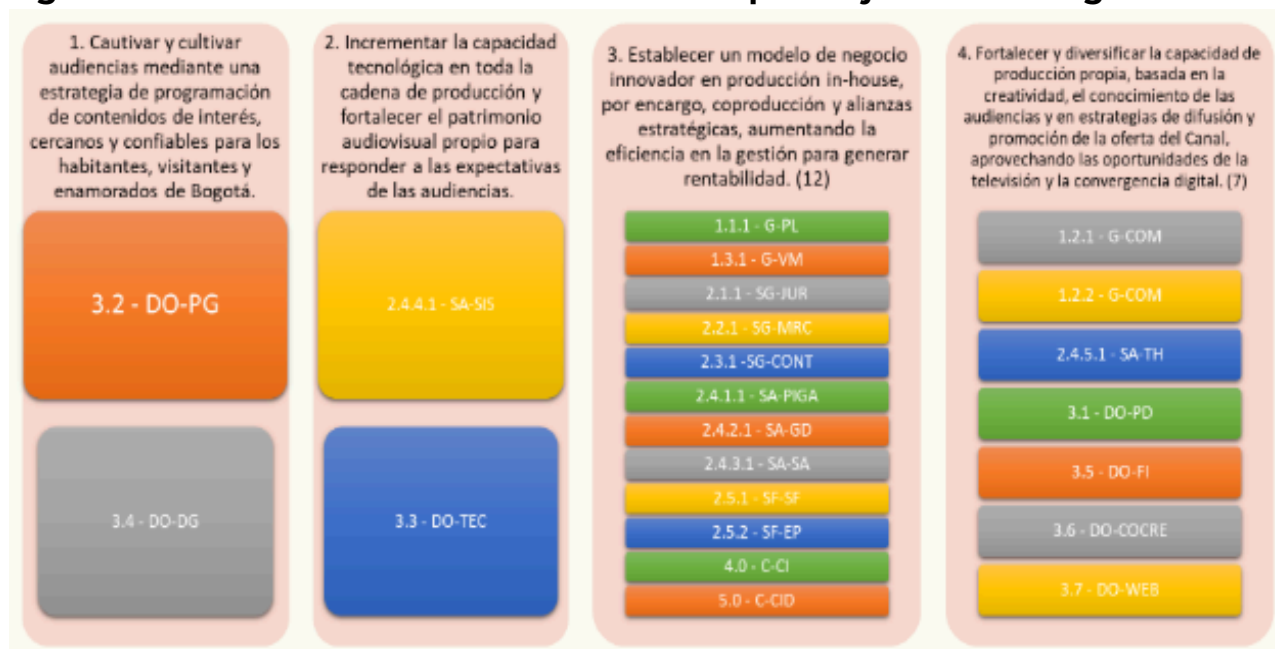 1. Cautivar y cultivar
audiencias mediante una
estrategia de programación
de contenidos de interés,
cercanos y confiables para los
habitantes, visitantes y
enamorados de Bogotá.
3.2 - DO-PG
3.4 - DO-DG
2. Incrementar la capacidad
tecnológica en toda la
cadena de producción y
fortalecer el patrimonio
audiovisual propio para
responder a las expectativas
de las audiencias.
2.4.4.1 - SA-SIS
3.3 - DO-TEC
3. Establecer un modelo de negocio
innovador en producción in-house,
por encargo, coproducción y alianzas
estratégicas, aumentando la
eficiencia en la gestión para generar
rentabilidad. (12)
1.1.1 - G-PL
1.3.1 - G-VM
2.1.1 - SG-JUR
2.2.1 - SG-MRC
2.3.1 -SG-CONT
2.4.1.1 - SA-PIGA
2.4.2.1 - SA-GD
2.4.3.1 - SA-SA
2.5.1 - SF-SF
2.5.2 - SF-EP
4.0 - C-CI
5.0 - C-CID
4. Fortalecer y diversificar la capacidad de
producción propia, basada en la
creatividad, el conocimiento de las
audiencias y en estrategias de difusión y
promoción de la oferta del Canal,
aprovechando las oportunidades de la
televisión y la convergencia digital. (7)
1.2.1 - G-COM
1.2.2 - G-COM
2.4.5.1 - SA-TH
3.1 - DO-PD
3.5 - DO-FI
3.6 - DO-COCRE
3.7 - DO-WEB